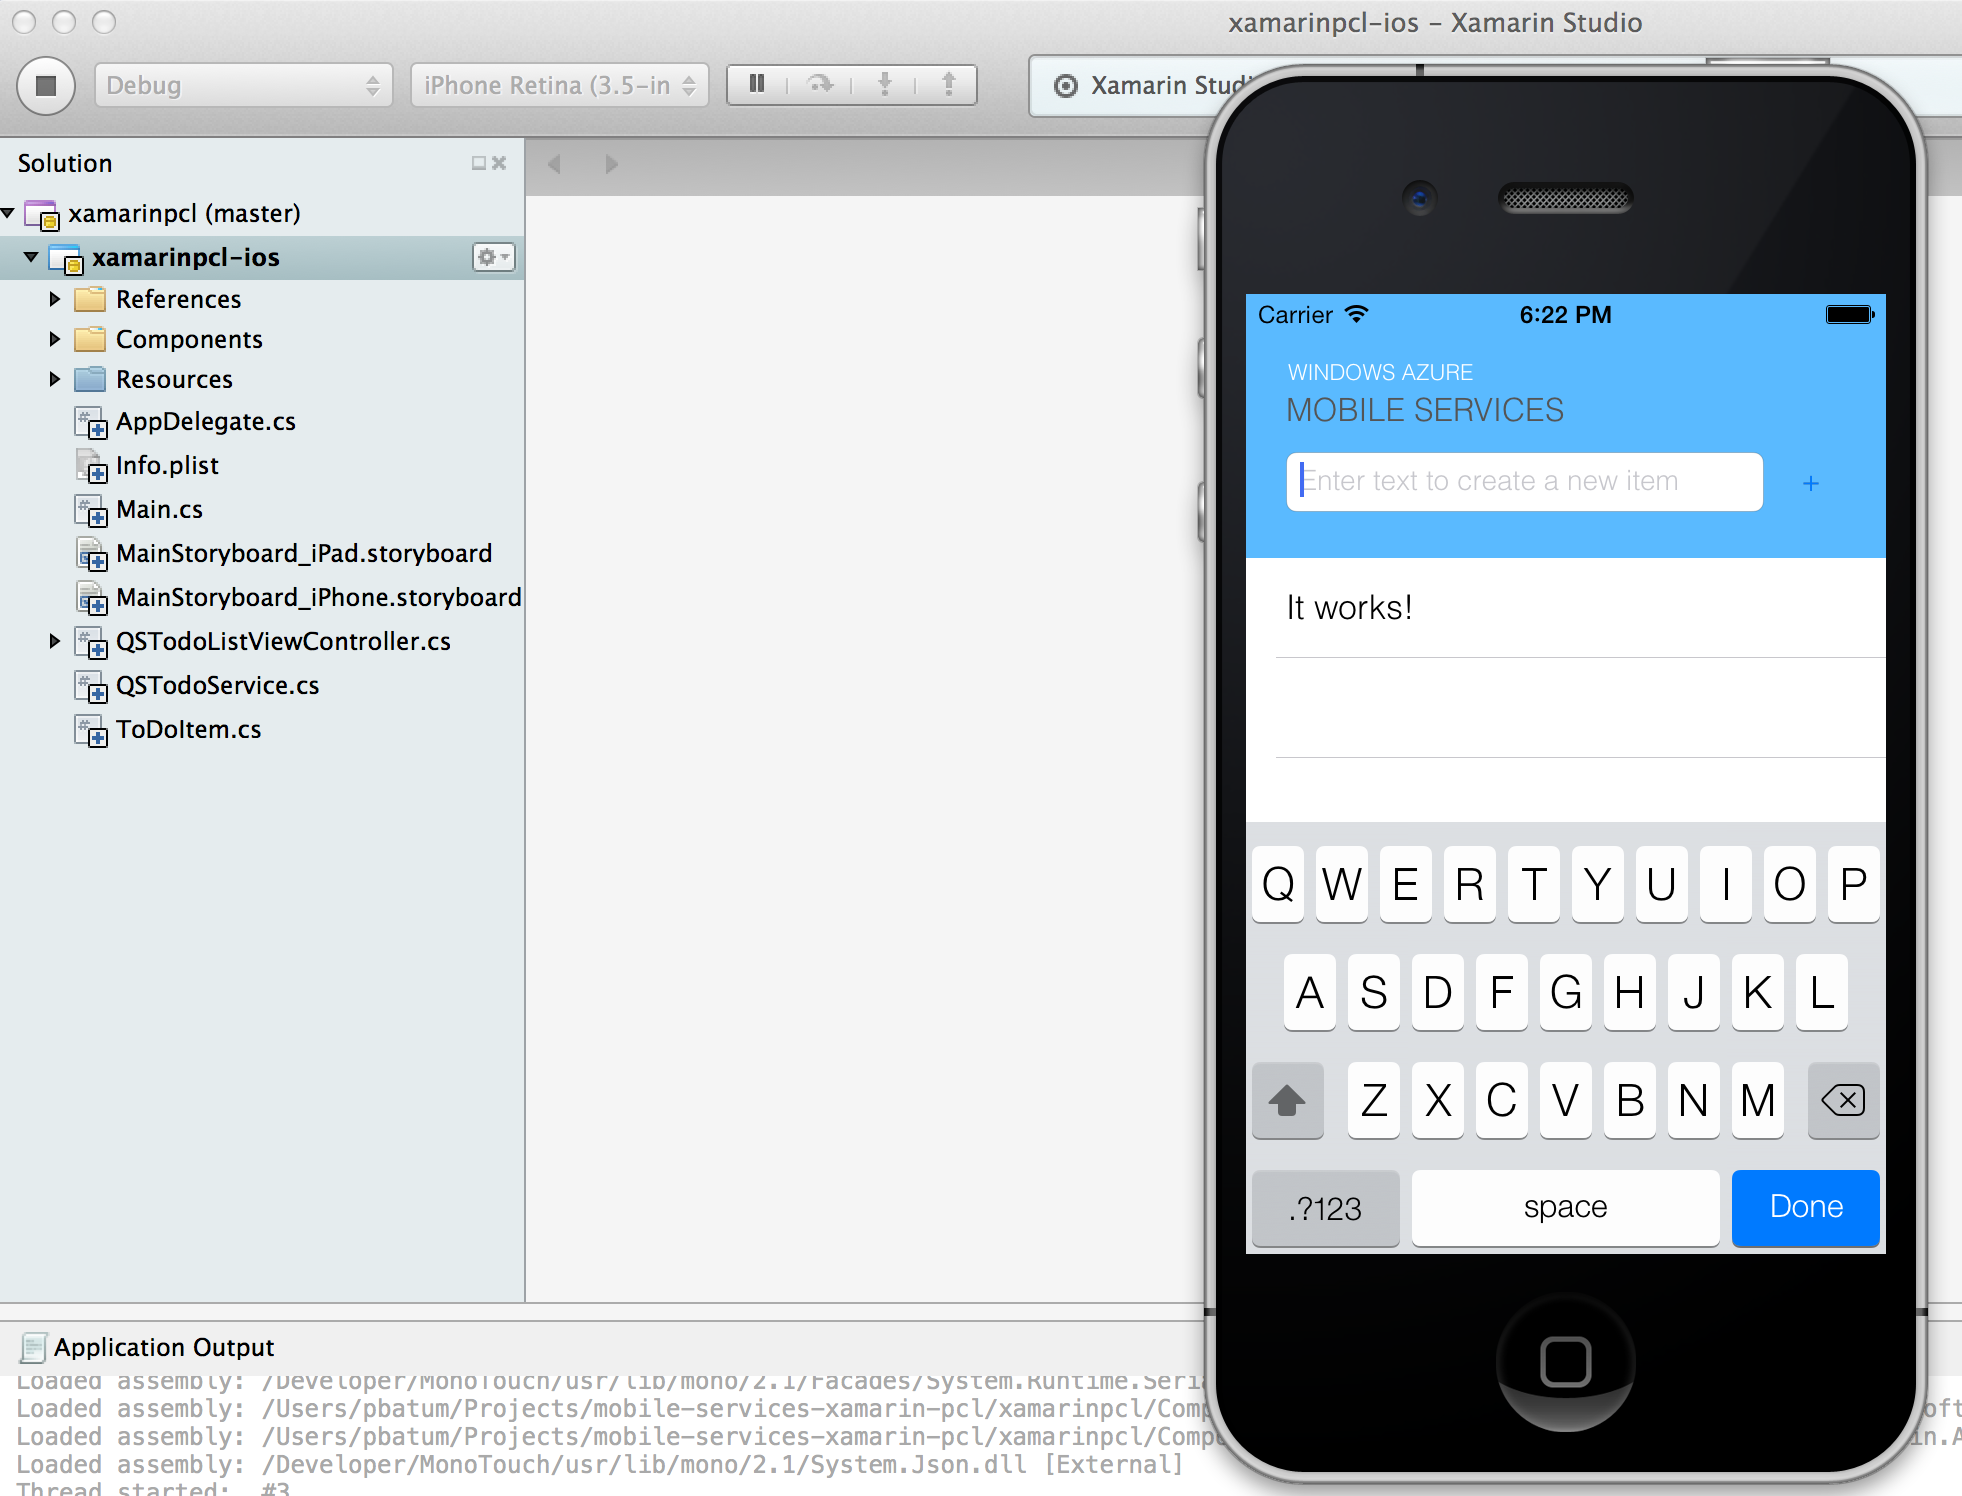 xamarinpcl-ios – Xamarin Studio
Debug
iPhone Retina (3.5-in
Xamarin Studi
Solution
xamarinpcl (master)
xamarinpcl-ios
References
Components
Resources
AppDelegate.cs
Info.plist
Main.cs
MainStoryboard_iPad.storyboard
MainStoryboard_iPhone.storyboard
QSTodoListViewController.cs
QSTodoService.cs
ToDoItem.cs
Carrier 6:22 PM
WINDOWS AZURE
MOBILE SERVICES
Enter text to create a new item +
It works!
Q W E R T Y U I O P
A S D F G H J K L
Z X C V B N M
.?123 space Done
Application Output
Loaded assembly: /Developer/MonoTouch/usr/lib/mono/2.1/Facades/System.Runtime.Seria
Loaded assembly: /Users/pbatum/Projects/mobile-services-xamarin-pcl/xamarinpcl/Comp oft
Loaded assembly: /Users/pbatum/Projects/mobile-services-xamarin-pcl/xamarinpcl/Comp in.A
Loaded assembly: /Developer/MonoTouch/usr/lib/mono/2.1/System.Json.dll [External]
Thread started: #3